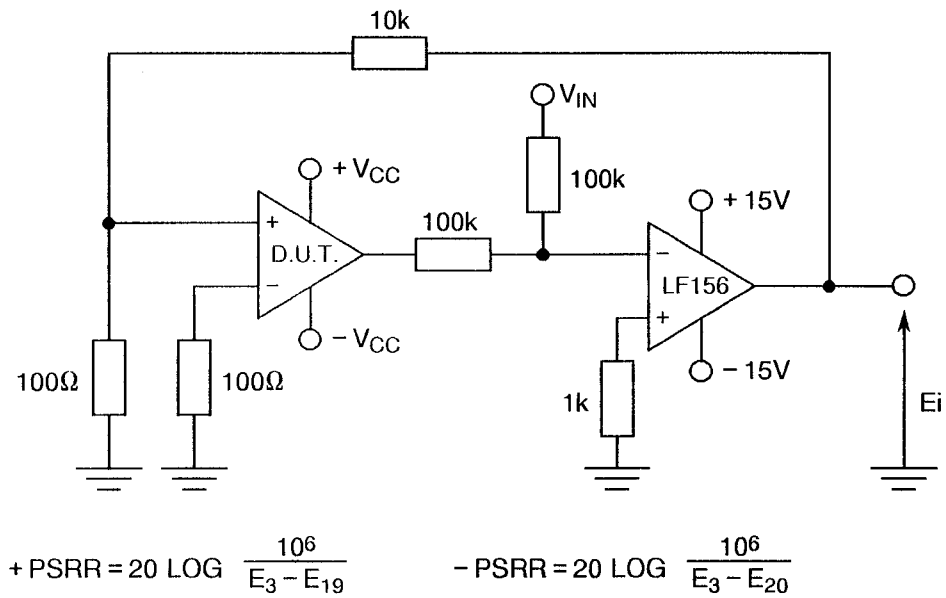 10k
V_IN
+ V_CC
100k
100k
+ 15V
+
D.U.T.
−
−
LF156
+
− V_CC
− 15V
100Ω
100Ω
1k
Ei
+ PSRR = 20 LOG 10^6 / (E_3 − E_19)
− PSRR = 20 LOG 10^6 / (E_3 − E_20)